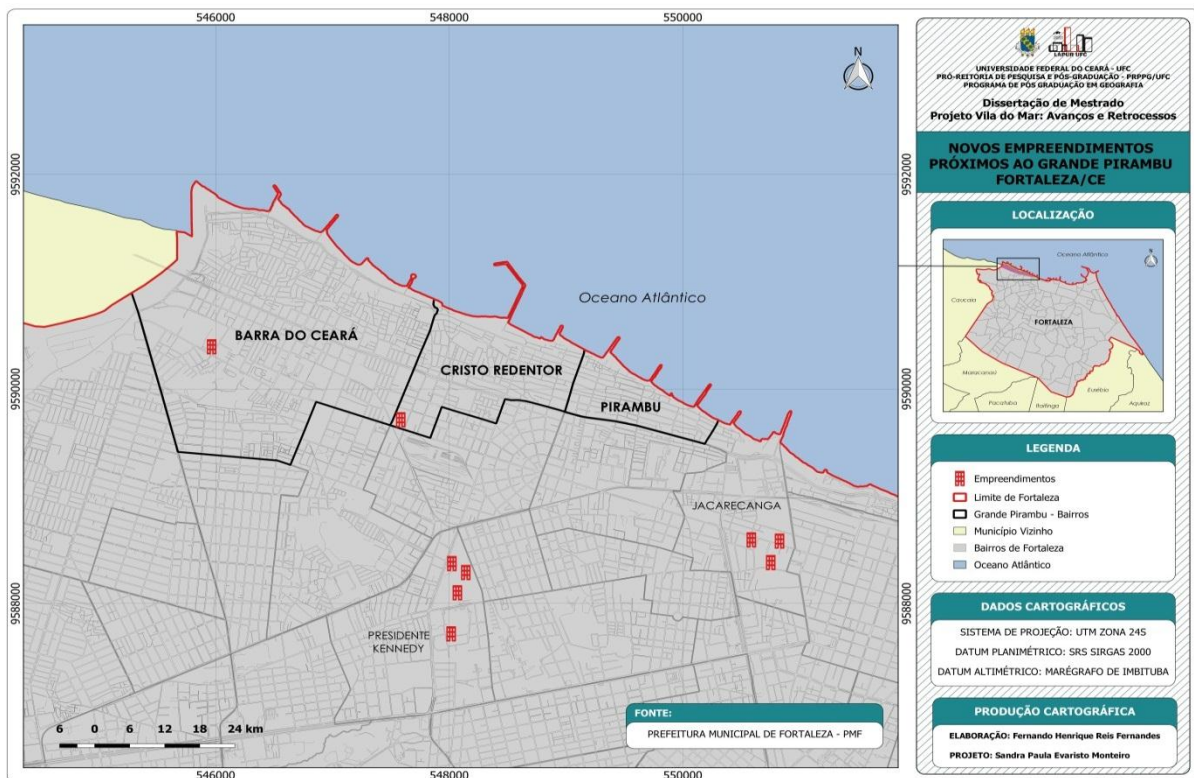 546000
548000
550000
9592000
9592000
N
Oceano Atlântico
BARRA DO CEARÁ
CRISTO REDENTOR
9590000
9590000
PIRAMBU
JACARECANGA
9588000
9588000
PRESIDENTE
KENNEDY
6 0 6 12 18 24 km
FONTE:
PREFEITURA MUNICIPAL DE FORTALEZA - PMF
546000
548000
550000
LAPUR UFC
UNIVERSIDADE FEDERAL DO CEARÁ - UFC
PRÓ-REITORIA DE PESQUISA E PÓS-GRADUAÇÃO - PRPPG/UFC
PROGRAMA DE PÓS GRADUAÇÃO EM GEOGRAFIA
Dissertação de Mestrado
Projeto Vila do Mar: Avanços e Retrocessos
NOVOS EMPREENDIMENTOS
PRÓXIMOS AO GRANDE PIRAMBU
FORTALEZA/CE
LOCALIZAÇÃO
Oceano Atlântico
N
Caucaia
FORTALEZA
Maracanaú
Eusébio
Pacatuba
Itaitinga
Aquiraz
LEGENDA
Empreendimentos
Limite de Fortaleza
Grande Pirambu - Bairros
Município Vizinho
Bairros de Fortaleza
Oceano Atlântico
DADOS CARTOGRÁFICOS
SISTEMA DE PROJEÇÃO: UTM ZONA 24S
DATUM PLANIMÉTRICO: SRS SIRGAS 2000
DATUM ALTIMÉTRICO: MARÉGRAFO DE IMBITUBA
PRODUÇÃO CARTOGRÁFICA
ELABORAÇÃO: Fernando Henrique Reis Fernandes
PROJETO: Sandra Paula Evaristo Monteiro